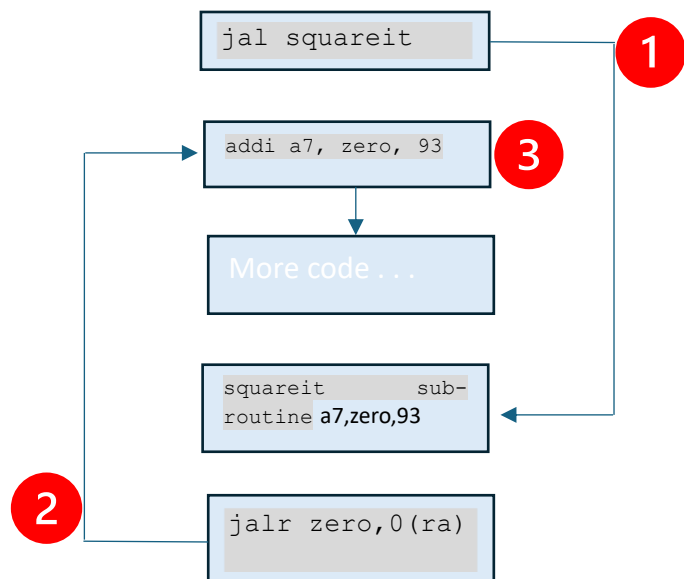 jal squareit
1
addi a7, zero, 93
3
More code . . .
squareit sub-
routine a7,zero,93
2
jalr zero,0(ra)